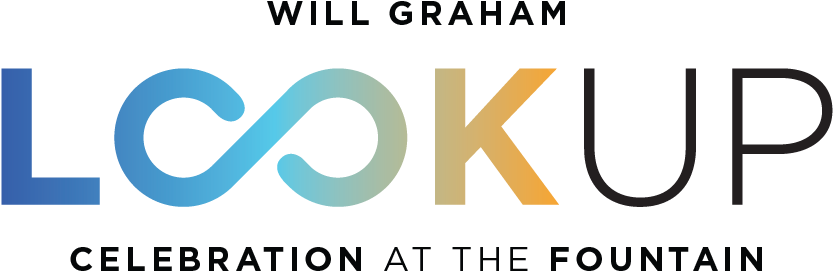 WILL GRAHAM
LOOKUP
CELEBRATION AT THE FOUNTAIN